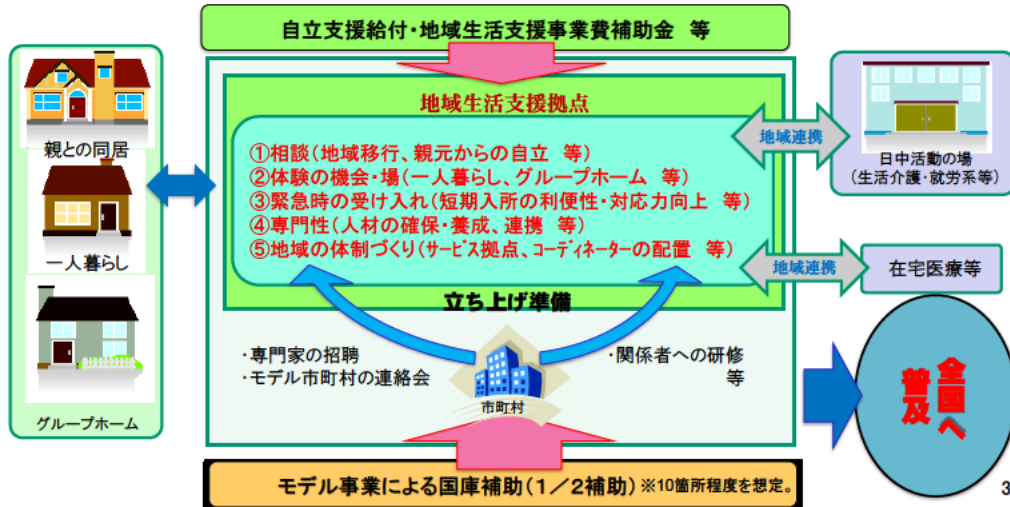 自立支援給付・地域生活支援事業費補助金 等
親との同居
一人暮らし
グループホーム
地域生活支援拠点
①相談(地域移行、親元からの自立 等)
②体験の機会・場(一人暮らし、グループホーム 等)
③緊急時の受け入れ(短期入所の利便性・対応力向上 等)
④専門性(人材の確保・養成、連携 等)
⑤地域の体制づくり(サービス拠点、コーディネーターの配置 等)
立ち上げ準備
・専門家の招聘
・モデル市町村の連絡会
・関係者への研修
等
市町村
地域連携
日中活動の場
(生活介護・就労系等)
地域連携
在宅医療等
全国へ
普及
モデル事業による国庫補助(1/2補助) ※10箇所程度を想定。
3